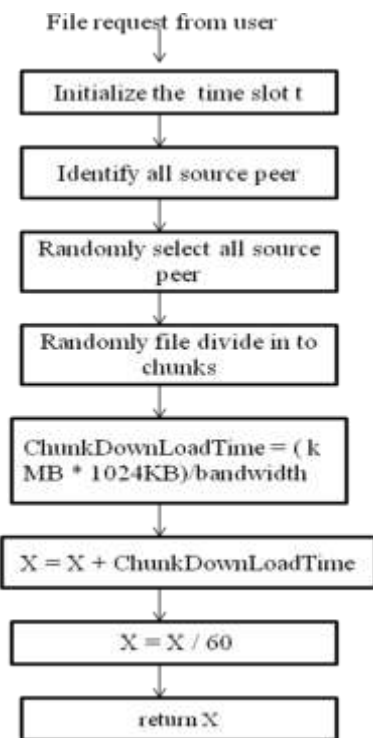 File request from user
Initialize the time slot t
Identify all source peer
Randomly select all source
peer
Randomly file divide in to
chunks
ChunkDownLoadTime = ( k
MB * 1024KB)/bandwidth
X = X + ChunkDownLoadTime
X = X / 60
return X